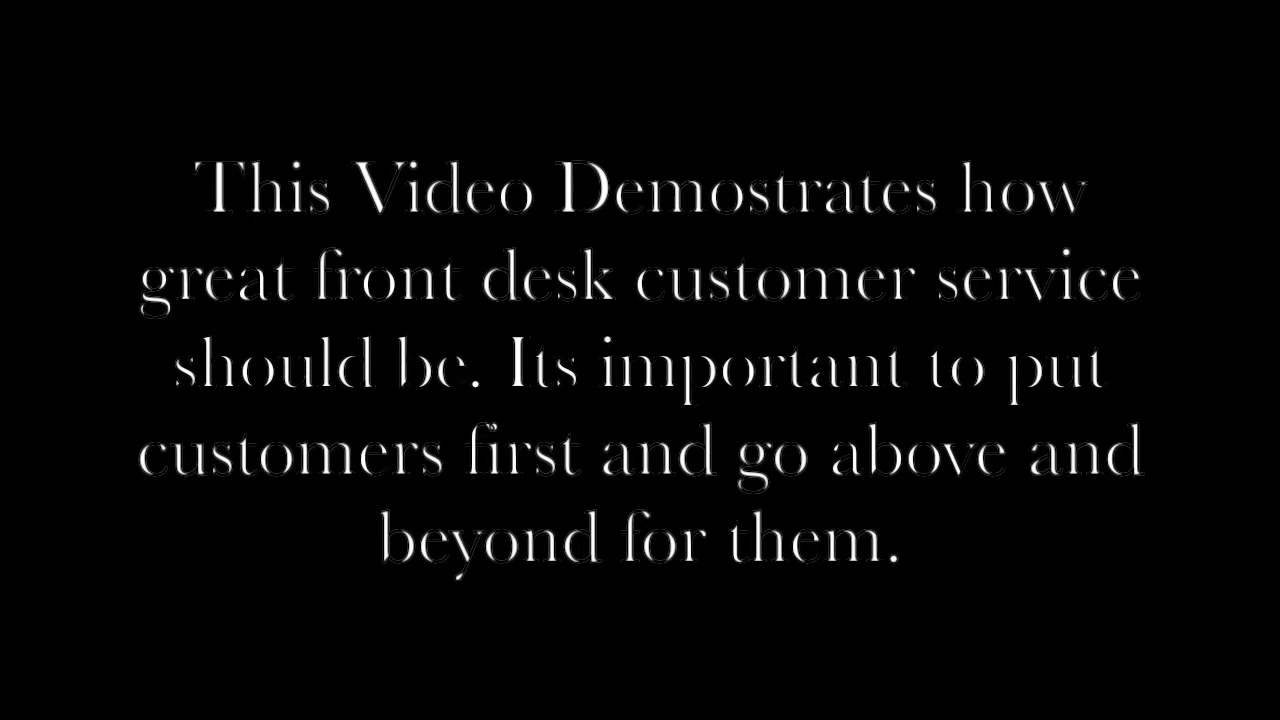 This Video Demostrates how
great front desk customer service
should be. Its important to put
customers first and go above and
beyond for them.